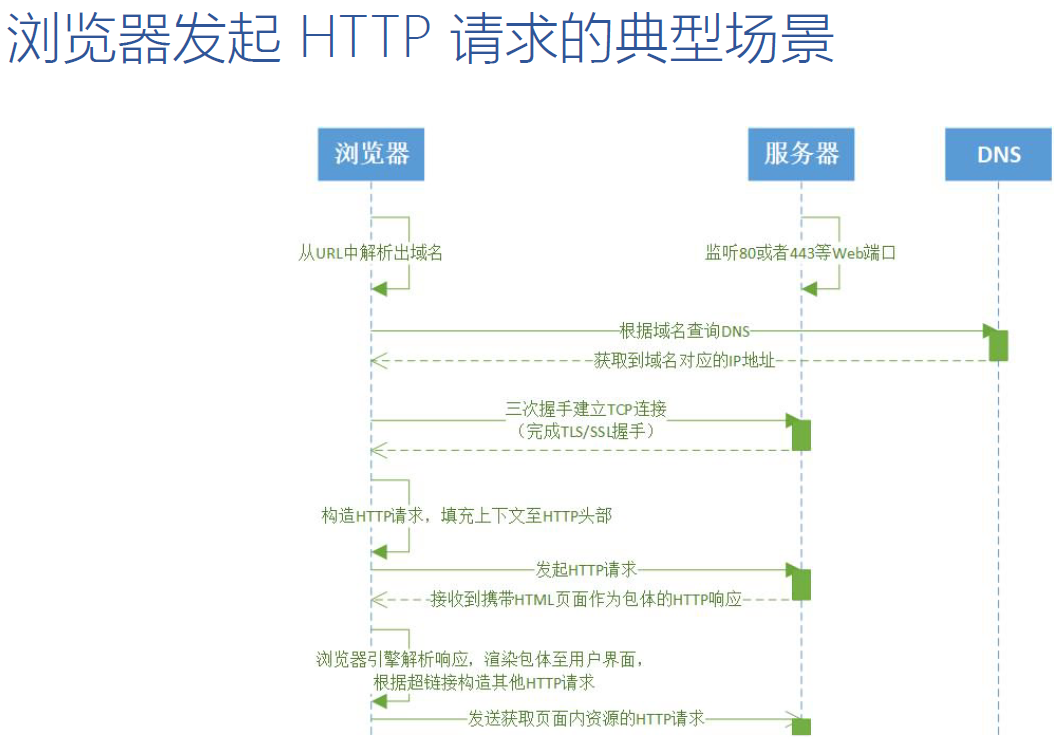 浏览器发起 HTTP 请求的典型场景
浏览器
服务器
DNS
从URL中解析出域名
监听80或者443等Web端口
根据域名查询DNS
获取到域名对应的IP地址
三次握手建立TCP连接
（完成TLS/SSL握手）
构造HTTP请求，填充上下文至HTTP头部
发起HTTP请求
接收到携带HTML页面作为包体的HTTP响应
浏览器引擎解析响应，渲染包体至用户界面，
根据超链接构造其他HTTP请求
发送获取页面内资源的HTTP请求